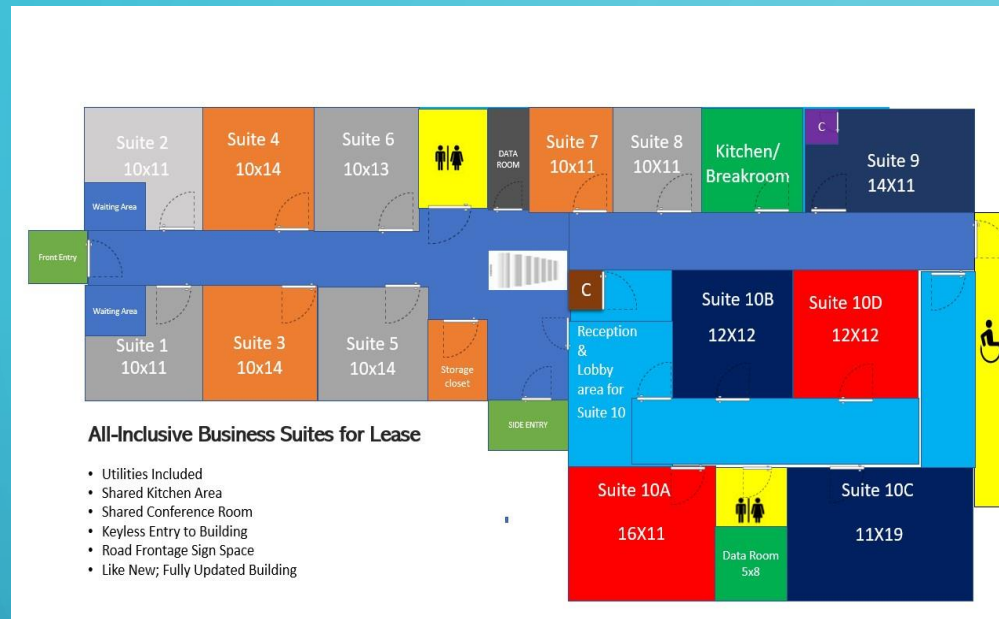 Suite 2
10x11
Suite 4
10x14
Suite 6
10x13
DATA
ROOM
Suite 7
10x11
Suite 8
10X11
Kitchen/
Breakroom
C
Suite 9
14X11
Waiting Area
Front Entry
Waiting Area
Suite 1
10x11
Suite 3
10x14
Suite 5
10x14
Storage
closet
SIDE ENTRY
C
Reception
&
Lobby
area for
Suite 10
Suite 10B
12X12
Suite 10D
12X12
Suite 10A
16X11
Data Room
5x8
Suite 10C
11X19
All-Inclusive Business Suites for Lease
• Utilities Included
• Shared Kitchen Area
• Shared Conference Room
• Keyless Entry to Building
• Road Frontage Sign Space
• Like New; Fully Updated Building